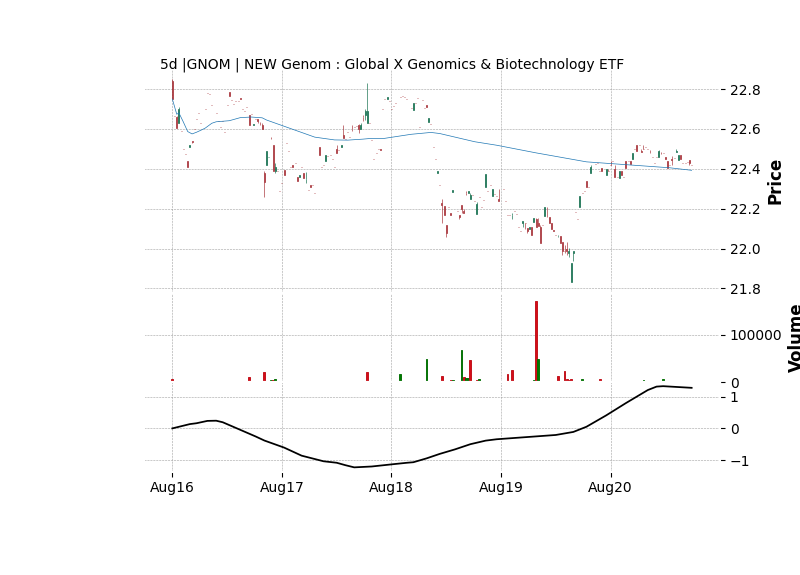 5d |GNOM | NEW Genom : Global X Genomics & Biotechnology ETF
22.8
22.6
22.4
22.2
22.0
21.8
Price
100000
0
Volume
1
0
−1
Aug16 Aug17 Aug18 Aug19 Aug20